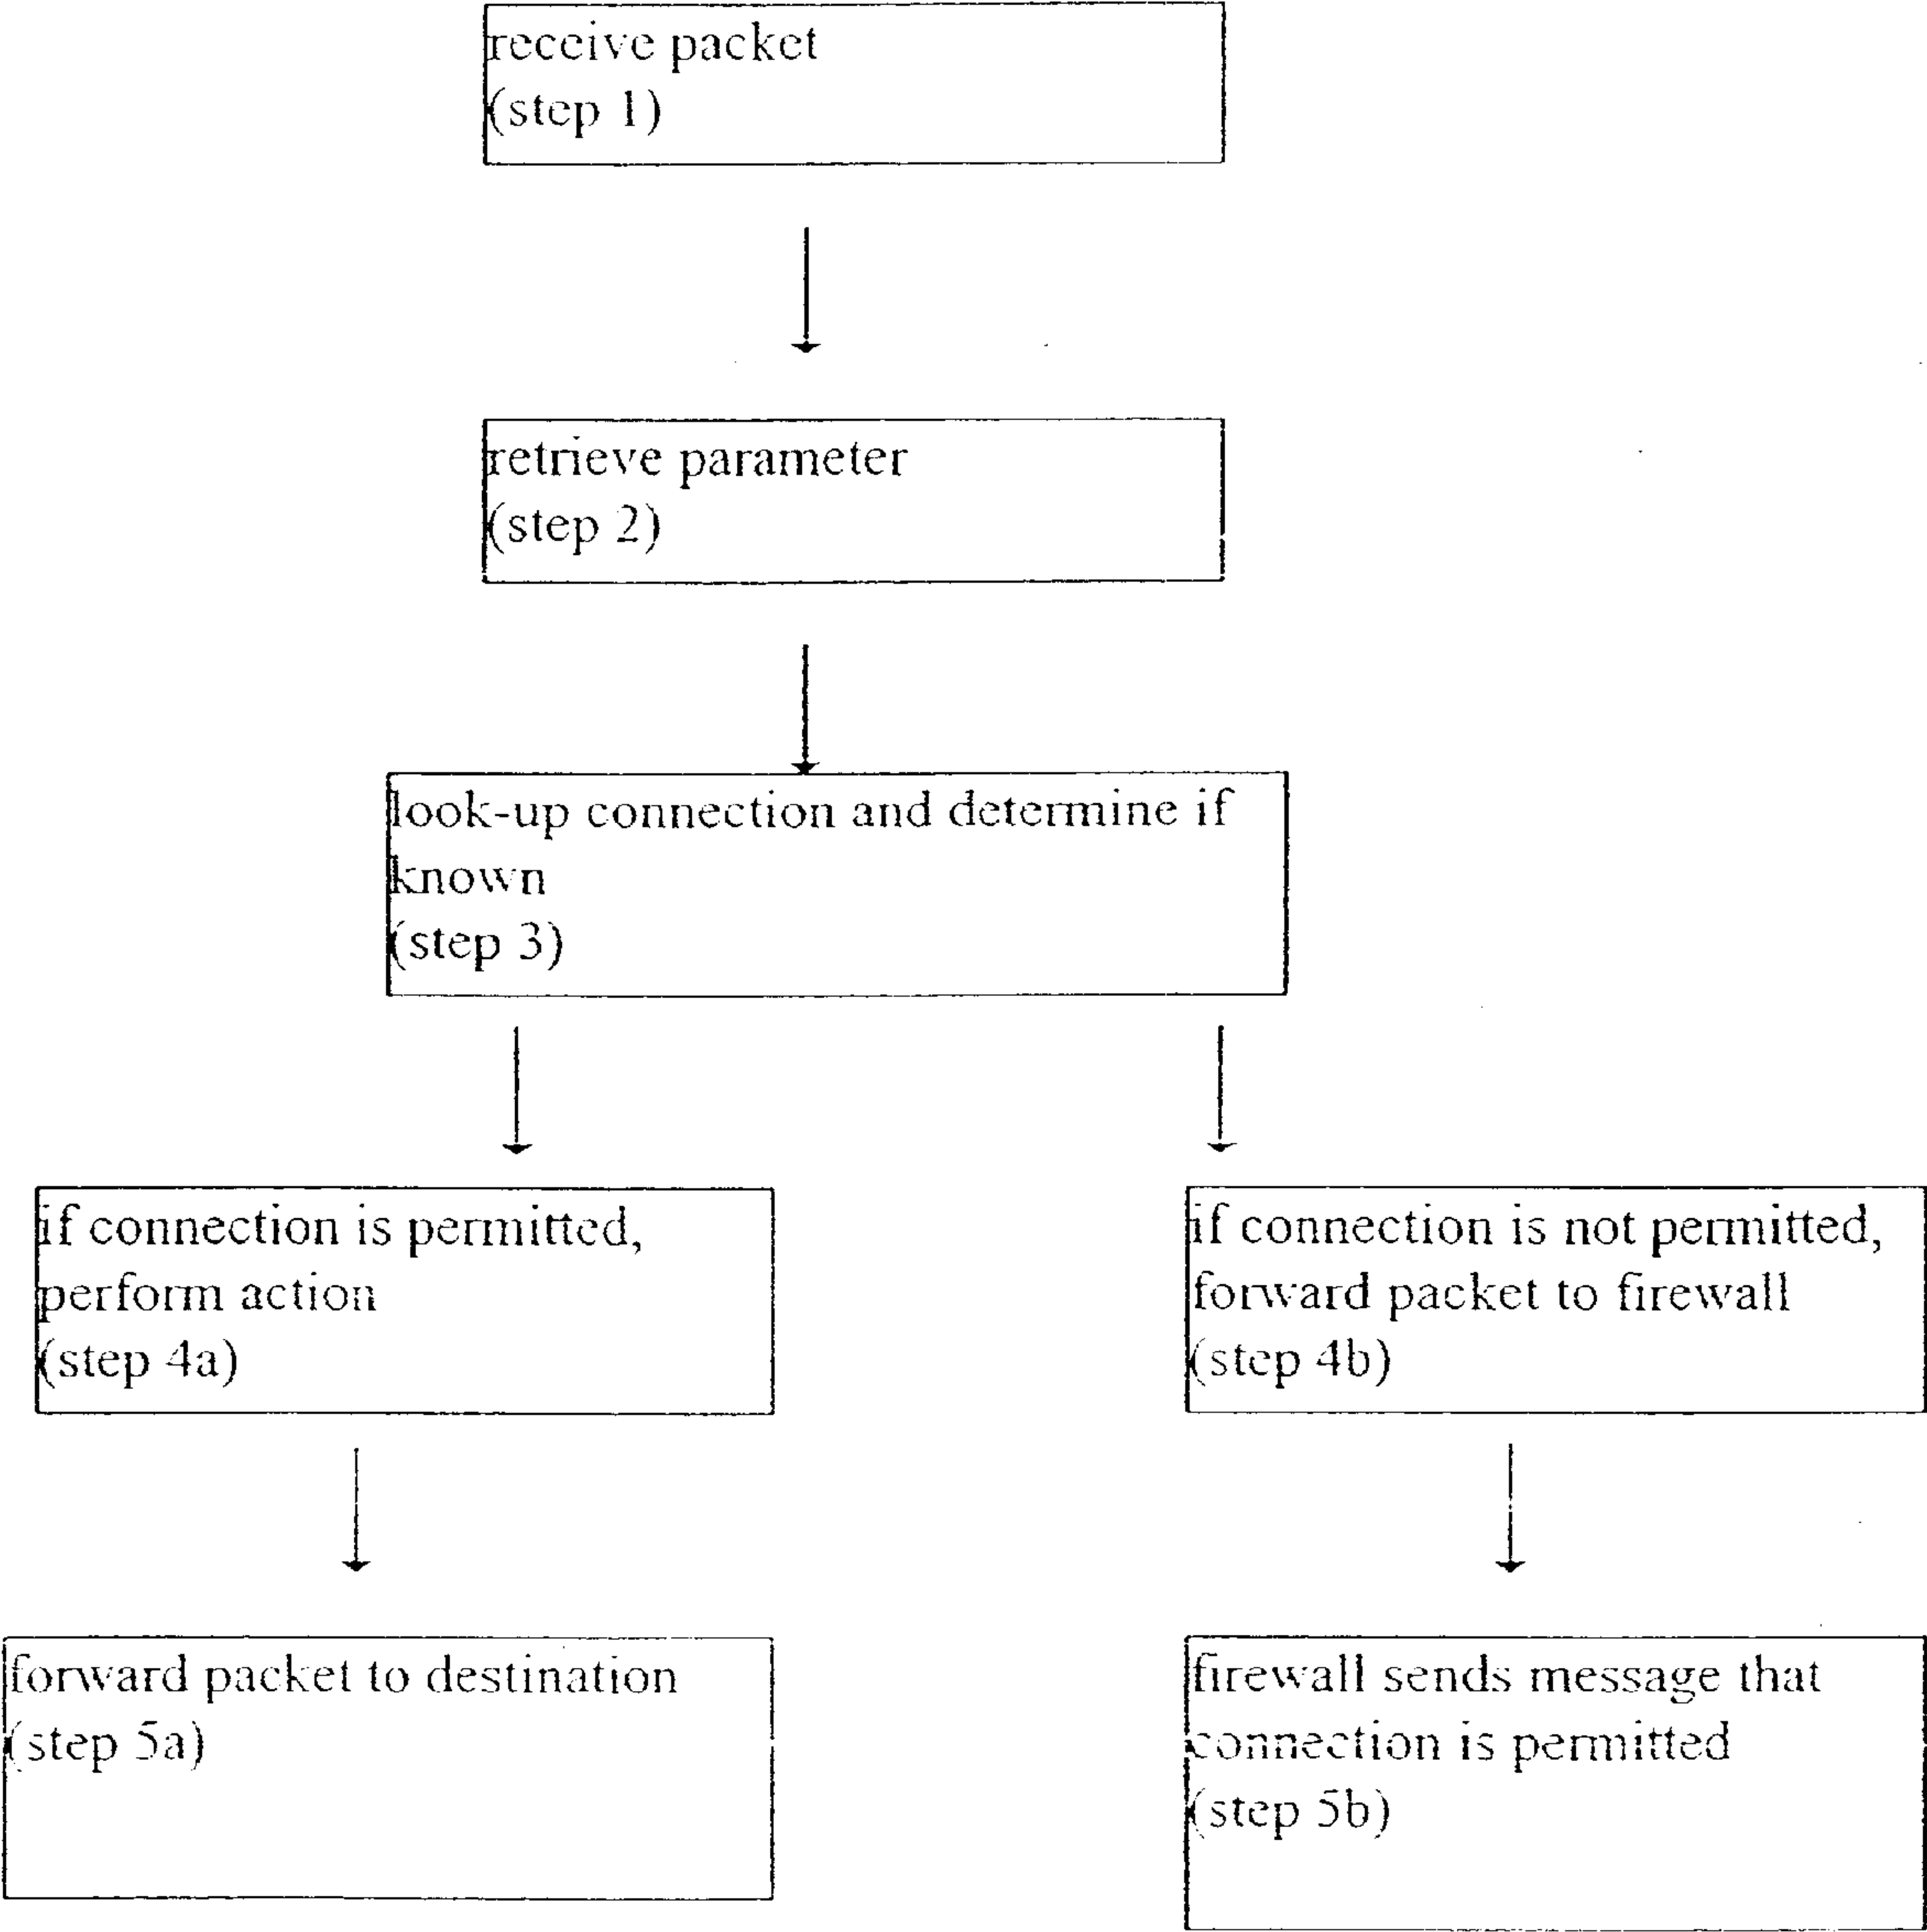 receive packet
(step 1)
retrieve parameter
(step 2)
look-up connection and determine if
known
(step 3)
if connection is permitted,
perform action
(step 4a)
if connection is not permitted,
forward packet to firewall
(step 4b)
forward packet to destination
(step 5a)
firewall sends message that
connection is permitted
(step 5b)